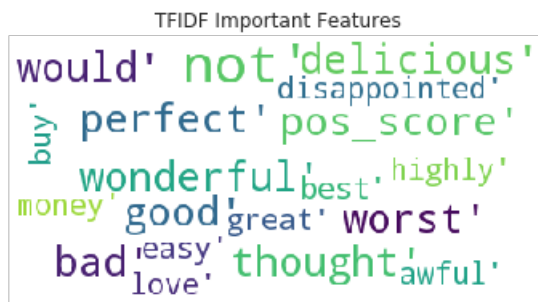 TFIDF Important Features
would' not' delicious'
disappointed'
buy' perfect' pos_score'
wonderful' best' highly'
money' good' great' worst'
bad' easy' thought' awful'
love'